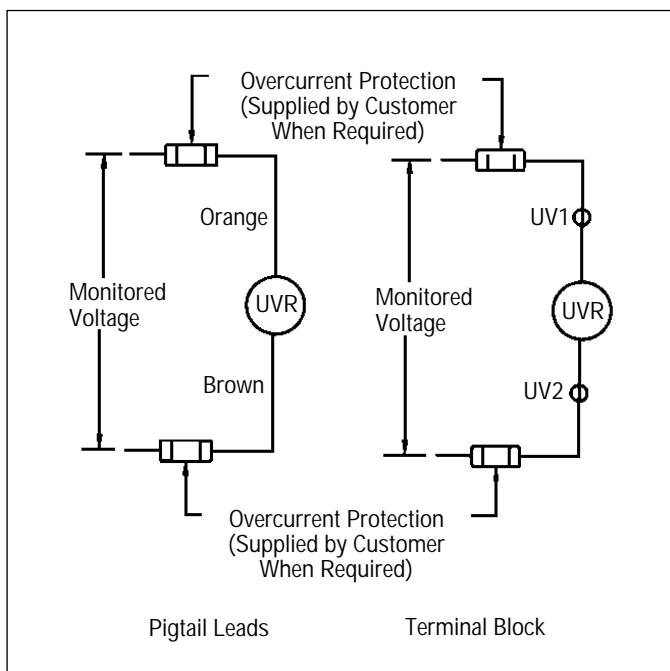 Overcurrent Protection
(Supplied by Customer
When Required)
Orange
UV1
Monitored
Voltage
UVR
Monitored
Voltage
UVR
Brown
UV2
Overcurrent Protection
(Supplied by Customer
When Required)
Pigtail Leads
Terminal Block